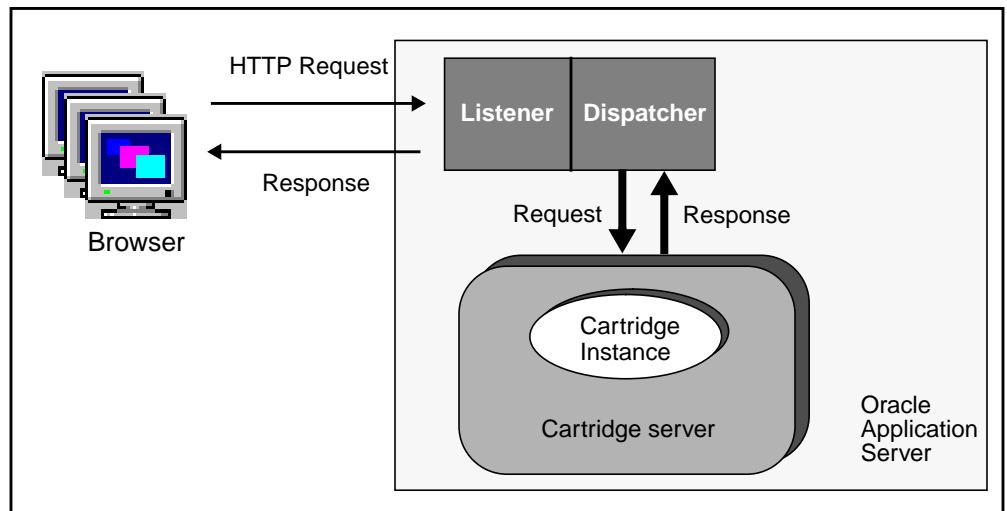 HTTP Request
Listener
Dispatcher
Response
Browser
Request
Response
Cartridge
Instance
Cartridge server
Oracle
Application
Server